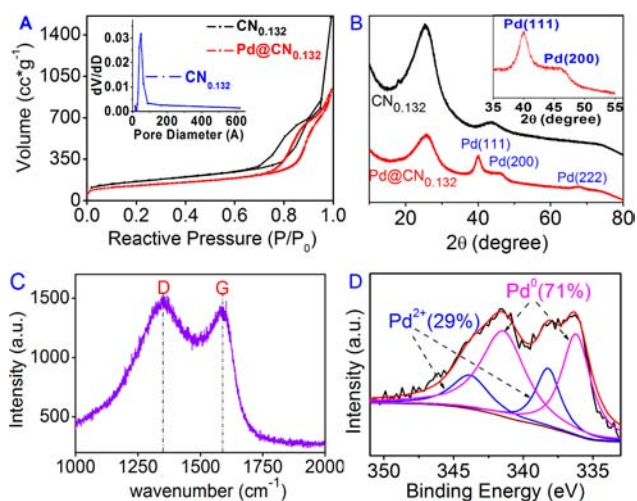 A
CN0.132
Pd@CN0.132
Volume (cc*g-1)
1400
1050
700
350
0.0 0.2 0.4 0.6 0.8 1.0
Reactive Pressure (P/P0)
dV/dD
0.03
0.02
0.01
0.00
0 200 400 600
Pore Diameter (A)
CN0.132
B
Intensity (a.u.)
CN0.132
Pd@CN0.132
Pd(111)
Pd(200)
Pd(222)
20 40 60 80
2θ (degree)
Pd(111)
Pd(200)
35 40 45 50 55
2θ (degree)
C
D
G
Intensity (a.u.)
1500
1200
900
500
1000 1250 1500 1750 2000
wavenumber (cm-1)
D
Pd0(71%)
Pd2+(29%)
Intensity (a.u.)
350 345 340 335
Binding Energy (eV)